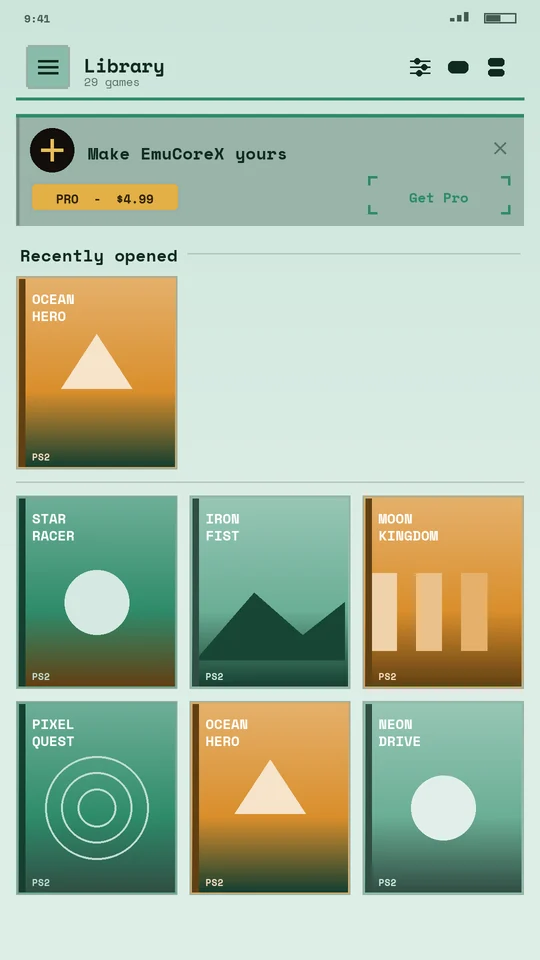 9:41
Library
29 games
Make EmuCoreX yours
PRO - $4.99
Get Pro
Recently opened
OCEAN
HERO
PS2
STAR
RACER
PS2
IRON
FIST
PS2
MOON
KINGDOM
PS2
PIXEL
QUEST
PS2
OCEAN
HERO
PS2
NEON
DRIVE
PS2